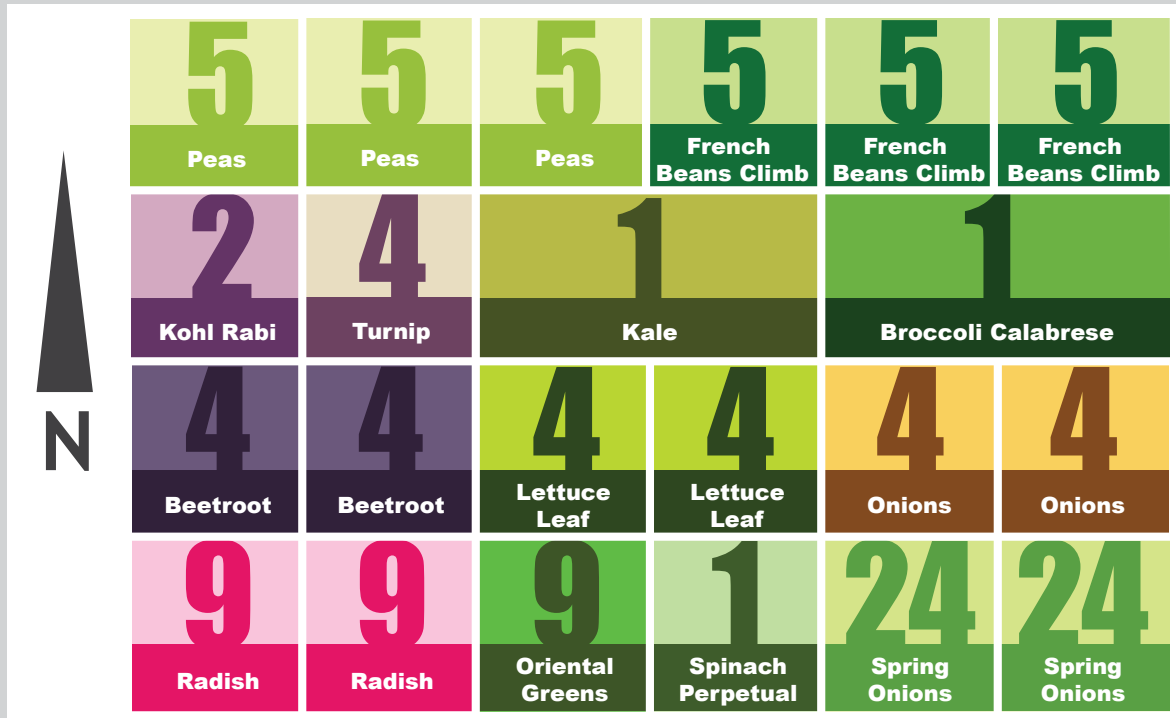 5 5 5 5 5 5
Peas Peas Peas French Beans Climb French Beans Climb French Beans Climb
2 4 1 1
Kohl Rabi Turnip Kale Broccoli Calabrese
N
4 4 4 4 4 4
Beetroot Beetroot Lettuce Leaf Lettuce Leaf Onions Onions
9 9 9 1 24 24
Radish Radish Oriental Greens Spinach Perpetual Spring Onions Spring Onions